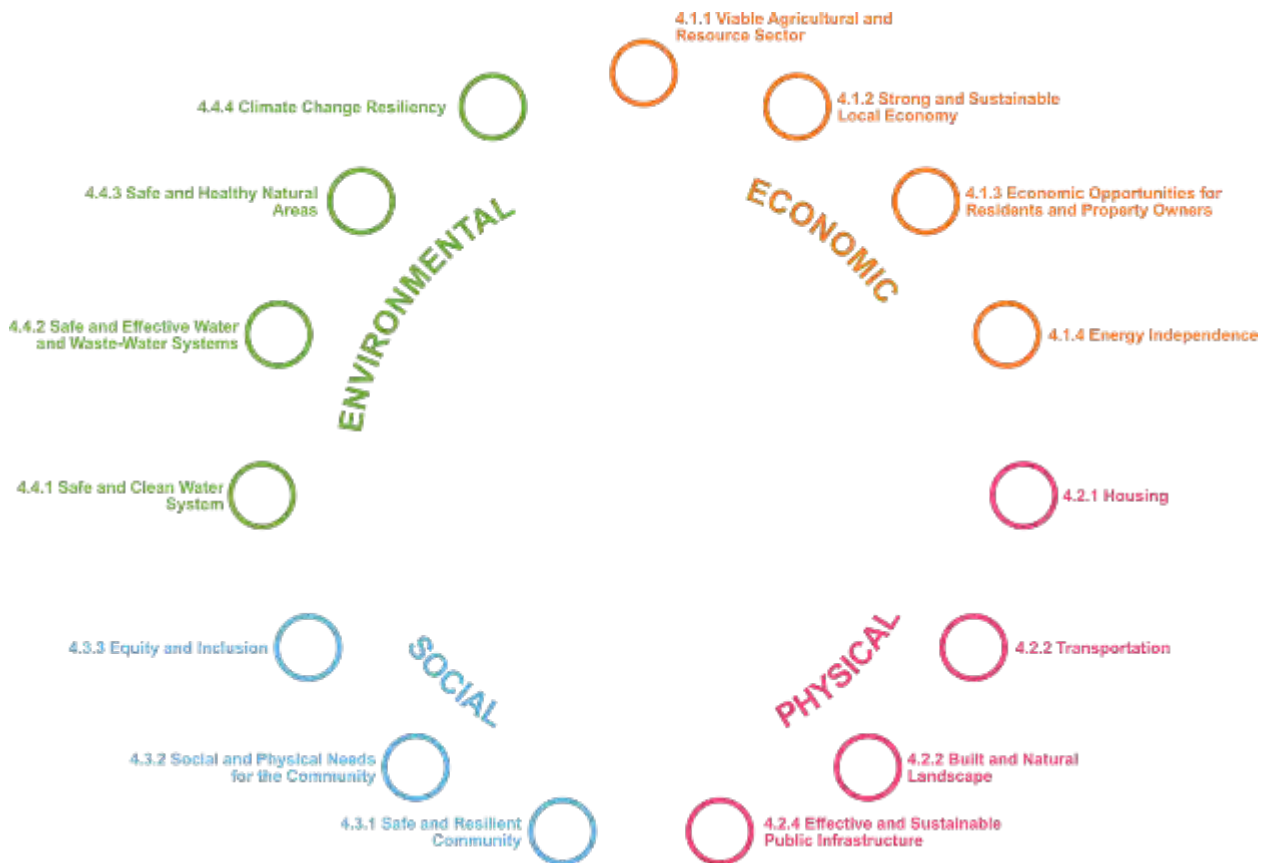 4.1.1 Viable Agricultural and
Resource Sector
4.1.2 Strong and Sustainable
Local Economy
4.1.3 Economic Opportunities for
Residents and Property Owners
4.1.4 Energy Independence
ECONOMIC
4.2.1 Housing
4.2.2 Transportation
4.2.2 Built and Natural
Landscape
4.2.4 Effective and Sustainable
Public Infrastructure
PHYSICAL
4.3.1 Safe and Resilient
Community
4.3.2 Social and Physical Needs
for the Community
4.3.3 Equity and Inclusion
SOCIAL
4.4.1 Safe and Clean Water
System
4.4.2 Safe and Effective Water
and Waste-Water Systems
4.4.3 Safe and Healthy Natural
Areas
4.4.4 Climate Change Resiliency
ENVIRONMENTAL